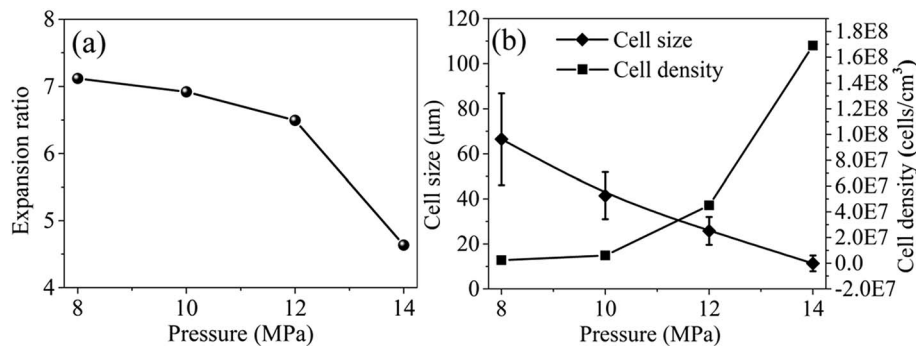 (a)
8
7
6
5
4
Expansion ratio
8 10 12 14
Pressure (MPa)
(b)
Cell size
Cell density
120
100
80
60
40
20
0
Cell size (μm)
8 10 12 14
Pressure (MPa)
1.8E8
1.6E8
1.4E8
1.2E8
1.0E8
8.0E7
6.0E7
4.0E7
2.0E7
0.0
-2.0E7
Cell density (cells/cm³)